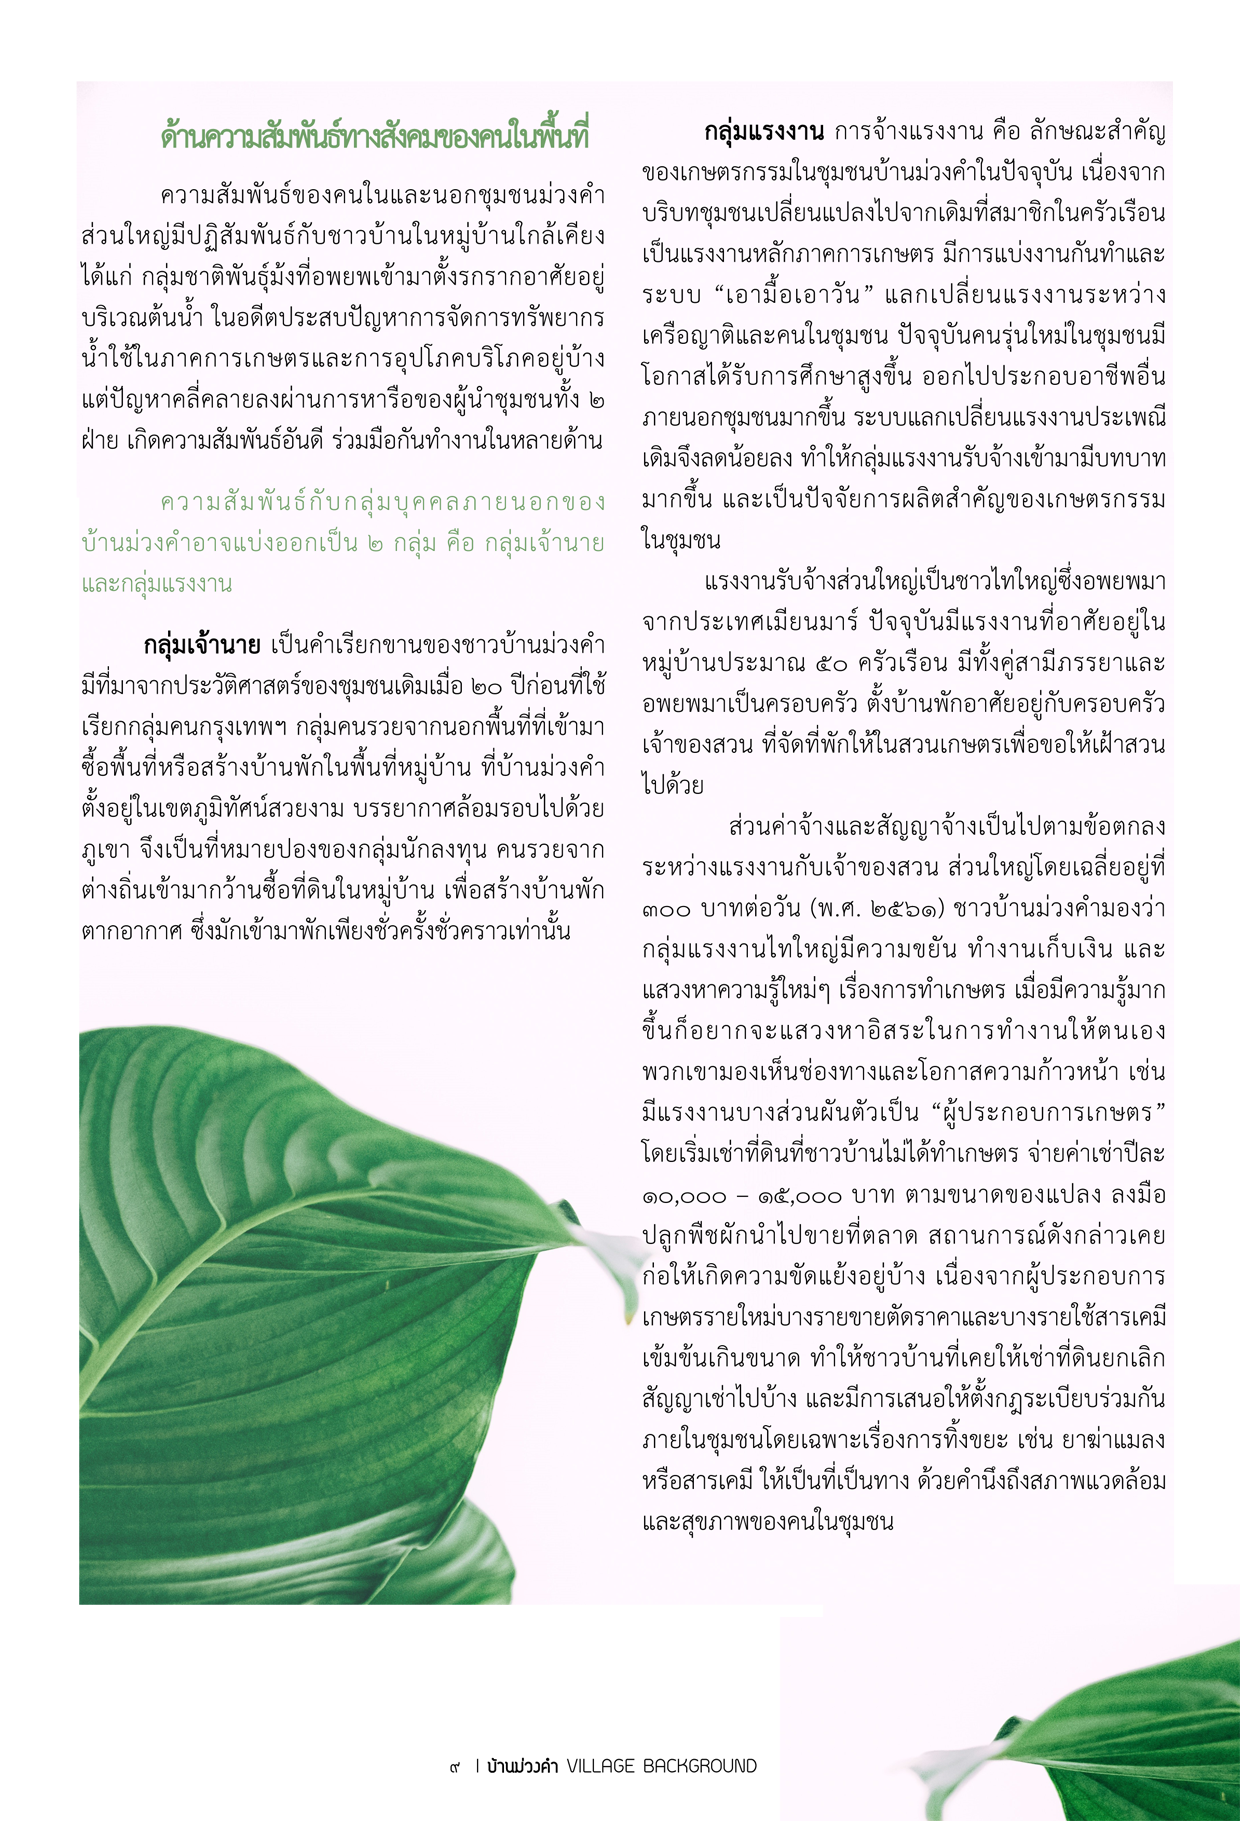 ด้านความสัมพันธ์ทางสังคมของคนในพื้นที่
ความสัมพันธ์ของคนในและนอกชุมชนม่วงคำ
ส่วนใหญ่มีปฏิสัมพันธ์กับชาวบ้านในหมู่บ้านใกล้เคียง
ได้แก่ กลุ่มชาติพันธุ์ม้งที่อพยพเข้ามาตั้งรกรากอาศัยอยู่
บริเวณต้นน้ำ ในอดีตประสบปัญหาการจัดการทรัพยากร
น้ำใช้ในภาคการเกษตรและการอุปโภคบริโภคอยู่บ้าง
แต่ปัญหาคลี่คลายลงผ่านการหารือของผู้นำชุมชนทั้ง ๒
ฝ่าย เกิดความสัมพันธ์อันดี ร่วมมือกันทำงานในหลายด้าน
ความสัมพันธ์กับกลุ่มบุคคลภายนอกของ
บ้านม่วงคำอาจแบ่งออกเป็น ๒ กลุ่ม คือ กลุ่มเจ้านาย
และกลุ่มแรงงาน
กลุ่มเจ้านาย เป็นคำเรียกขานของชาวบ้านม่วงคำ
มีที่มาจากประวัติศาสตร์ของชุมชนเดิมเมื่อ ๒๐ ปีก่อนที่ใช้
เรียกกลุ่มคนกรุงเทพฯ กลุ่มคนรวยจากนอกพื้นที่ที่เข้ามา
ซื้อพื้นที่หรือสร้างบ้านพักในพื้นที่หมู่บ้าน ที่บ้านม่วงคำ
ตั้งอยู่ในเขตภูมิทัศน์สวยงาม บรรยากาศล้อมรอบไปด้วย
ภูเขา จึงเป็นที่หมายปองของกลุ่มนักลงทุน คนรวยจาก
ต่างถิ่นเข้ามากว้านซื้อที่ดินในหมู่บ้าน เพื่อสร้างบ้านพัก
ตากอากาศ ซึ่งมักเข้ามาพักเพียงชั่วครั้งชั่วคราวเท่านั้น
กลุ่มแรงงาน การจ้างแรงงาน คือ ลักษณะสำคัญ
ของเกษตรกรรมในชุมชนบ้านม่วงคำในปัจจุบัน เนื่องจาก
บริบทชุมชนเปลี่ยนแปลงไปจากเดิมที่สมาชิกในครัวเรือน
เป็นแรงงานหลักภาคการเกษตร มีการแบ่งงานกันทำและ
ระบบ “เอามื้อเอาวัน” แลกเปลี่ยนแรงงานระหว่าง
เครือญาติและคนในชุมชน ปัจจุบันคนรุ่นใหม่ในชุมชนมี
โอกาสได้รับการศึกษาสูงขึ้น ออกไปประกอบอาชีพอื่น
ภายนอกชุมชนมากขึ้น ระบบแลกเปลี่ยนแรงงานประเพณี
เดิมจึงลดน้อยลง ทำให้กลุ่มแรงงานรับจ้างเข้ามามีบทบาท
มากขึ้น และเป็นปัจจัยการผลิตสำคัญของเกษตรกรรม
ในชุมชน
แรงงานรับจ้างส่วนใหญ่เป็นชาวไทใหญ่ซึ่งอพยพมา
จากประเทศเมียนมาร์ ปัจจุบันมีแรงงานที่อาศัยอยู่ใน
หมู่บ้านประมาณ ๕๐ ครัวเรือน มีทั้งคู่สามีภรรยาและ
อพยพมาเป็นครอบครัว ตั้งบ้านพักอาศัยอยู่กับครอบครัว
เจ้าของสวน ที่จัดที่พักให้ในสวนเกษตรเพื่อขอให้เฝ้าสวน
ไปด้วย
ส่วนค่าจ้างและสัญญาจ้างเป็นไปตามข้อตกลง
ระหว่างแรงงานกับเจ้าของสวน ส่วนใหญ่โดยเฉลี่ยอยู่ที่
๓๐๐ บาทต่อวัน (พ.ศ. ๒๕๖๑) ชาวบ้านม่วงคำมองว่า
กลุ่มแรงงานไทใหญ่มีความขยัน ทำงานเก็บเงิน และ
แสวงหาความรู้ใหม่ๆ เรื่องการทำเกษตร เมื่อมีความรู้มาก
ขึ้นก็อยากจะแสวงหาอิสระในการทำงานให้ตนเอง
พวกเขามองเห็นช่องทางและโอกาสความก้าวหน้า เช่น
มีแรงงานบางส่วนผันตัวเป็น “ผู้ประกอบการเกษตร”
โดยเริ่มเช่าที่ดินที่ชาวบ้านไม่ได้ทำเกษตร จ่ายค่าเช่าปีละ
๑๐,๐๐๐ – ๑๕,๐๐๐ บาท ตามขนาดของแปลง ลงมือ
ปลูกพืชผักนำไปขายที่ตลาด สถานการณ์ดังกล่าวเคย
ก่อให้เกิดความขัดแย้งอยู่บ้าง เนื่องจากผู้ประกอบการ
เกษตรรายใหม่บางรายขายตัดราคาและบางรายใช้สารเคมี
เข้มข้นเกินขนาด ทำให้ชาวบ้านที่เคยให้เช่าที่ดินยกเลิก
สัญญาเช่าไปบ้าง และมีการเสนอให้ตั้งกฎระเบียบร่วมกัน
ภายในชุมชนโดยเฉพาะเรื่องการทิ้งขยะ เช่น ยาฆ่าแมลง
หรือสารเคมี ให้เป็นที่เป็นทาง ด้วยคำนึงถึงสภาพแวดล้อม
และสุขภาพของคนในชุมชน
๙ | บ้านม่วงคำ VILLAGE BACKGROUND